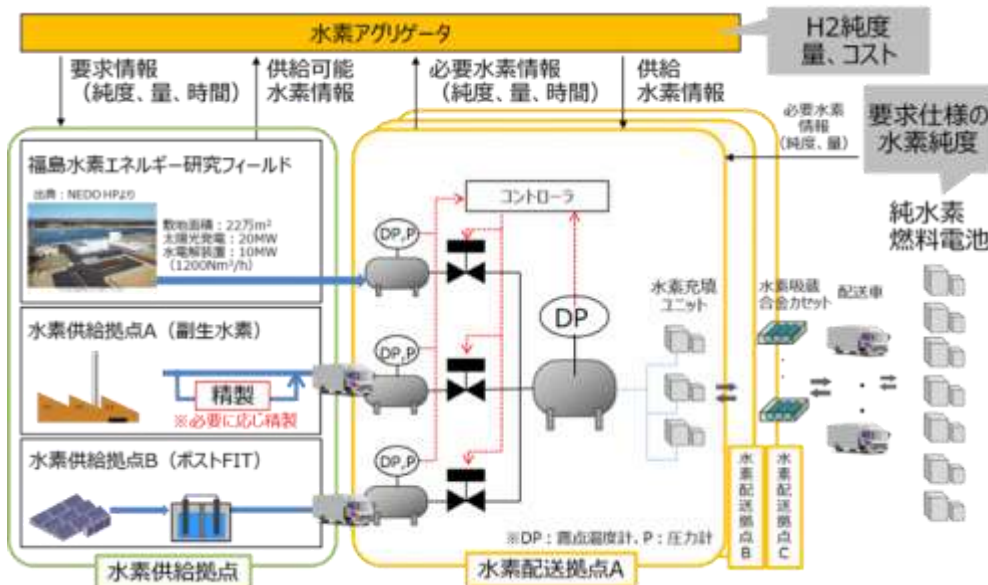 水素アグリゲータ
H2純度
量、コスト
要求情報
（純度、量、時間）
供給可能
水素情報
必要水素情報
（純度、量、時間）
供給
水素情報
必要水素
情報
（純度、量）
要求仕様の
水素純度
福島水素エネルギー研究フィールド
出典：NEDO HPより
敷地面積：22万m²
太陽光発電：20MW
水電解装置：10MW
（1200Nm³/h）
コントローラ
DP,P
純水素
燃料電池
水素充填
ユニット
水素吸蔵
合金カセット
配送車
DP
水素供給拠点A（副生水素）
精製
※必要に応じ精製
DP,P
水素供給拠点B（ポストFIT）
DP,P
※DP：露点温度計、P：圧力計
水素配送拠点B
水素配送拠点C
水素供給拠点
水素配送拠点A